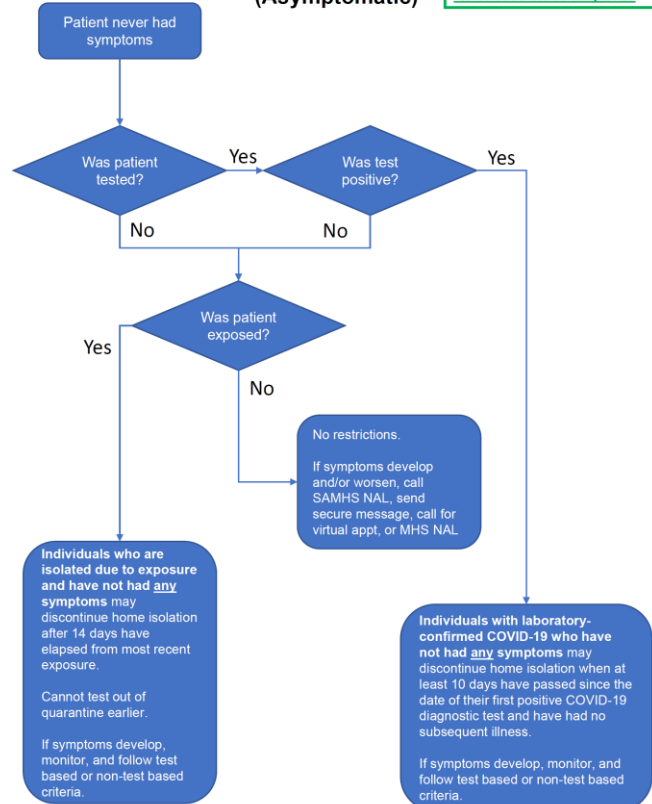 (Asymptomatic)
Patient never had
symptoms
Was patient
tested?
Yes
Was test
positive?
Yes
No
No
Was patient
exposed?
Yes
No
No restrictions.
If symptoms develop
and/or worsen, call
SAMHS NAL, send
secure message, call for
virtual appt, or MHS NAL
Individuals who are
isolated due to exposure
and have not had any
symptoms may
discontinue home isolation
after 14 days have
elapsed from most recent
exposure.
Cannot test out of
quarantine earlier.
If symptoms develop,
monitor, and follow test
based or non-test based
criteria.
Individuals with laboratory-
confirmed COVID-19 who have
not had any symptoms may
discontinue home isolation when at
least 10 days have passed since the
date of their first positive COVID-19
diagnostic test and have had no
subsequent illness.
If symptoms develop, monitor, and
follow test based or non-test based
criteria.